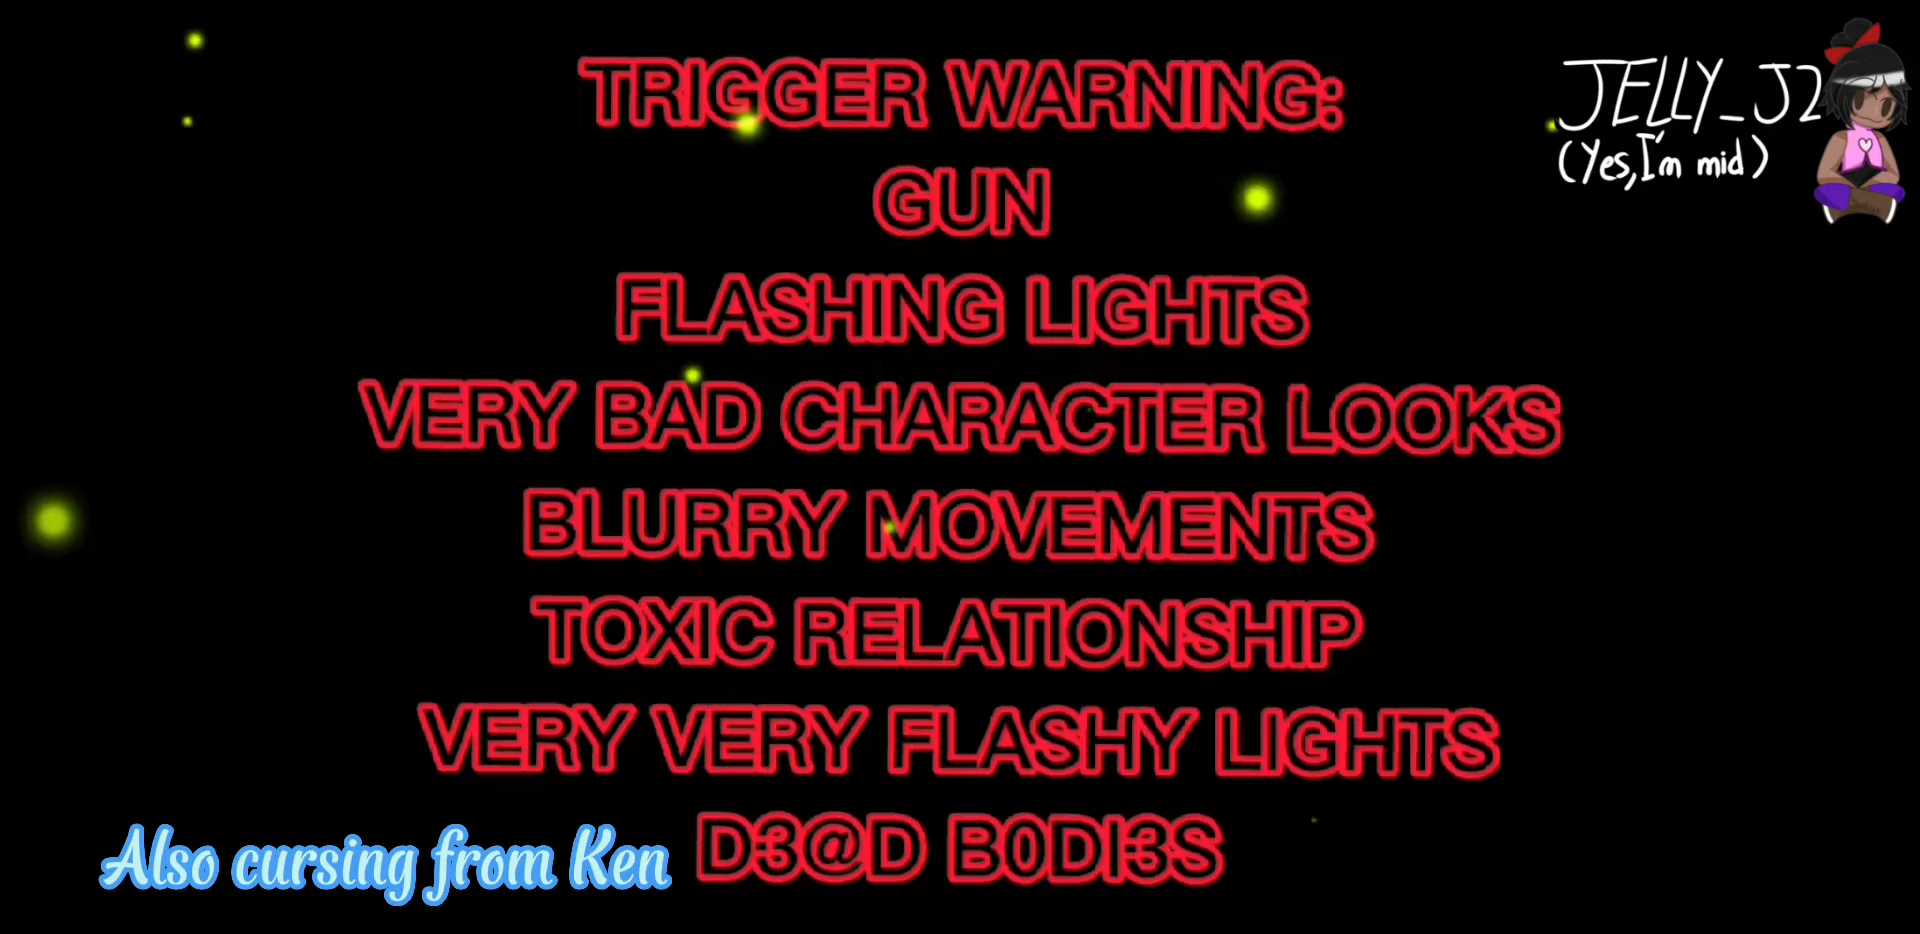 TRIGGER WARNING:
GUN
FLASHING LIGHTS
VERY BAD CHARACTER LOOKS
BLURRY MOVEMENTS
TOXIC RELATIONSHIP
VERY VERY FLASHY LIGHTS
D3@D B0DI3S
Also cursing from Ken
JELLY_J2
(Yes, I'm mid)